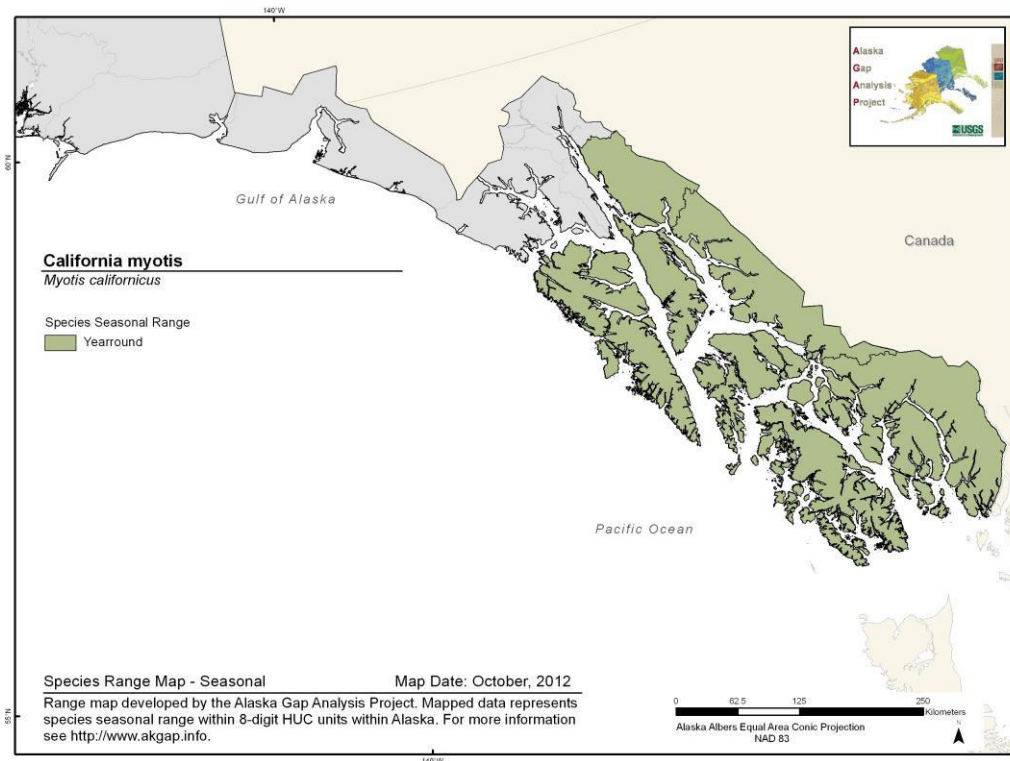 140°W
Alaska
Gap
Analysis
Project
USGS
60°N
Gulf of Alaska
Canada
California myotis
Myotis californicus
Species Seasonal Range
Yearround
Pacific Ocean
Species Range Map - Seasonal Map Date: October, 2012
Range map developed by the Alaska Gap Analysis Project. Mapped data represents
species seasonal range within 8-digit HUC units within Alaska. For more information
see http://www.akgap.info.
0 62.5 125 250
Kilometers
Alaska Albers Equal Area Conic Projection
NAD 83
N
55°N